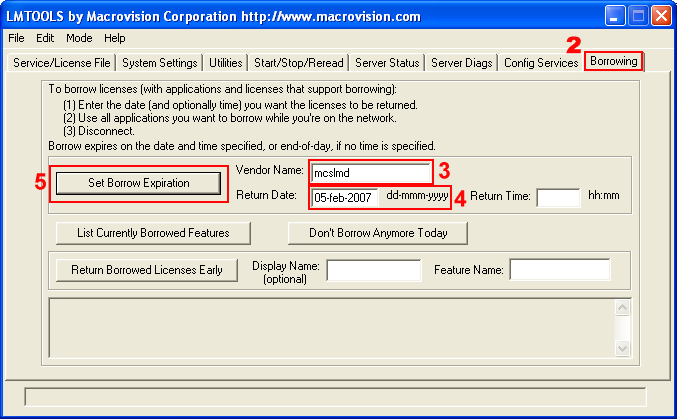 LMTOOLS by Macrovision Corporation http://www.macrovision.com
File Edit Mode Help
2
Service/License File System Settings Utilities Start/Stop/Reread Server Status Server Diags Config Services Borrowing
To borrow licenses (with applications and licenses that support borrowing):
(1) Enter the date (and optionally time) you want the licenses to be returned.
(2) Use all applications you want to borrow while you're on the network.
(3) Disconnect.
Borrow expires on the date and time specified, or end-of-day, if no time is specified.
5 Set Borrow Expiration Vendor Name: mcslmd 3
Return Date: 05-feb-2007 dd-mmm-yyyy 4 Return Time: hh:mm
List Currently Borrowed Features Don't Borrow Anymore Today
Return Borrowed Licenses Early Display Name: Feature Name:
(optional)